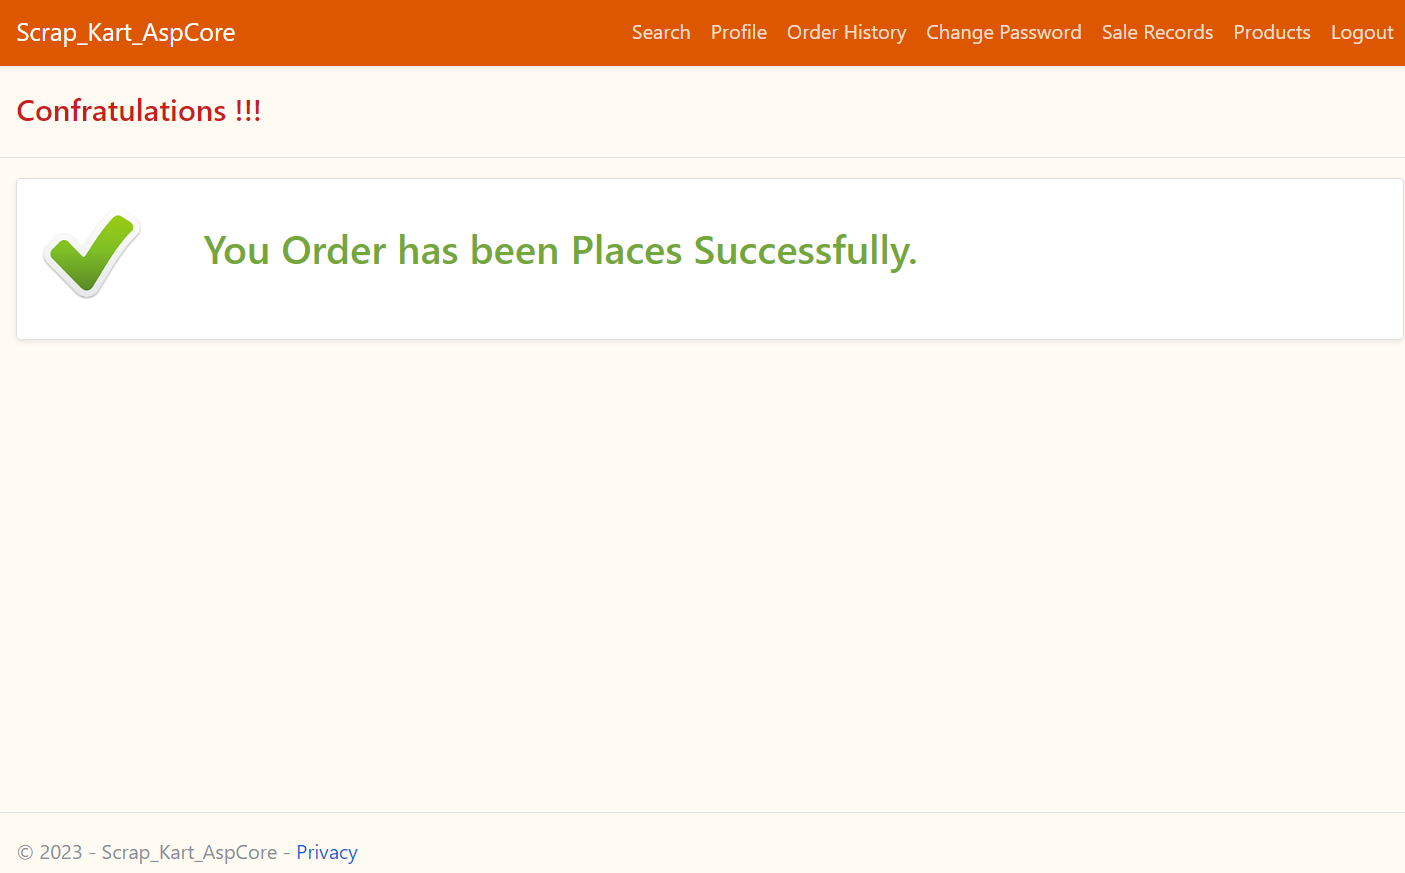 Scrap_Kart_AspCore Search Profile Order History Change Password Sale Records Products Logout
Confratulations !!!
You Order has been Places Successfully.
© 2023 - Scrap_Kart_AspCore - Privacy